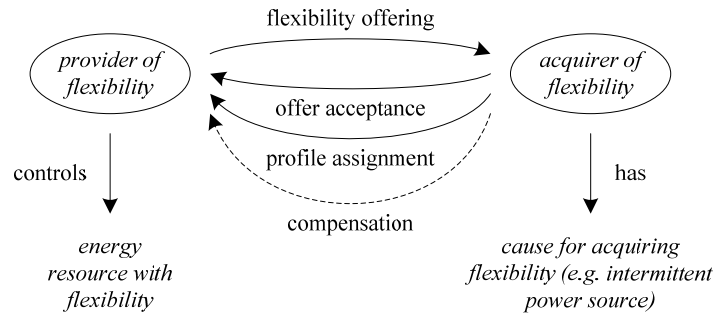 flexibility offering
provider of
flexibility
acquirer of
flexibility
offer acceptance
profile assignment
controls
has
compensation
energy
resource with
flexibility
cause for acquiring
flexibility (e.g. intermittent
power source)